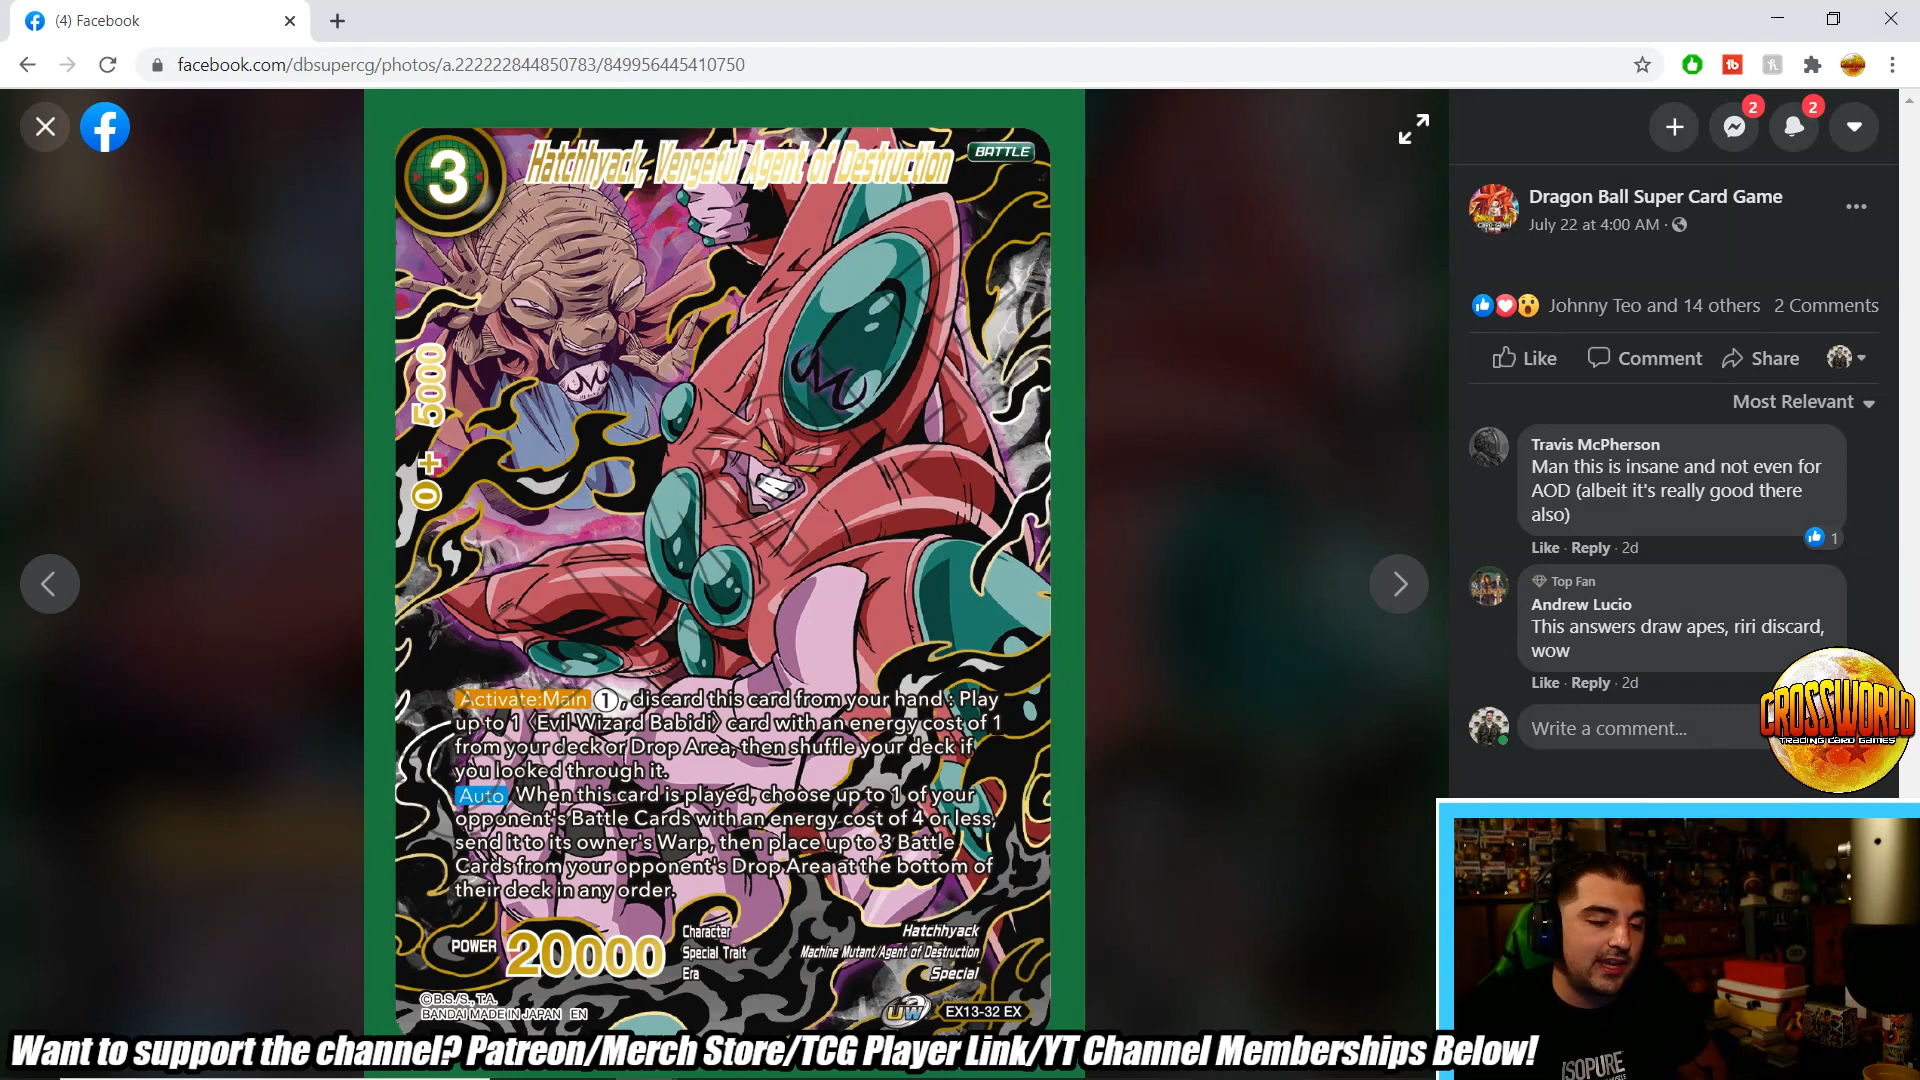 (4) Facebook
facebook.com/dbsupercg/photos/a.222222844850783/849956445410750
3
Hatchhyack, Vengeful Agent of Destruction
BATTLE
0 + 5000
Activate:Main 1, discard this card from your hand : Play
up to 1 《Evil Wizard Babidi》 card with an energy cost of 1
from your deck or Drop Area, then shuffle your deck if
you looked through it.
Auto When this card is played, choose up to 1 of your
opponent's Battle Cards with an energy cost of 4 or less,
send it to its owner's Warp, then place up to 3 Battle
Cards from your opponent's Drop Area at the bottom of
their deck in any order.
POWER 20000
Character Hatchhyack
Special Trait Machine Mutant/Agent of Destruction
Era Special
©B.S./S., T.A.
BANDAI MADE IN JAPAN EN
UW
EX13-32 EX
2
2
Dragon Ball Super Card Game
July 22 at 4:00 AM ·
Johnny Teo and 14 others 2 Comments
Like Comment Share
Most Relevant
Travis McPherson
Man this is insane and not even for
AOD (albeit it's really good there
also)
1
Like · Reply · 2d
Top Fan
Andrew Lucio
This answers draw apes, riri discard,
wow
Like · Reply · 2d
Write a comment...
CROSSWORLD
TRADING CARD GAMES
ISOPURE
Want to support the channel? Patreon/Merch Store/TCG Player Link/YT Channel Memberships Below!